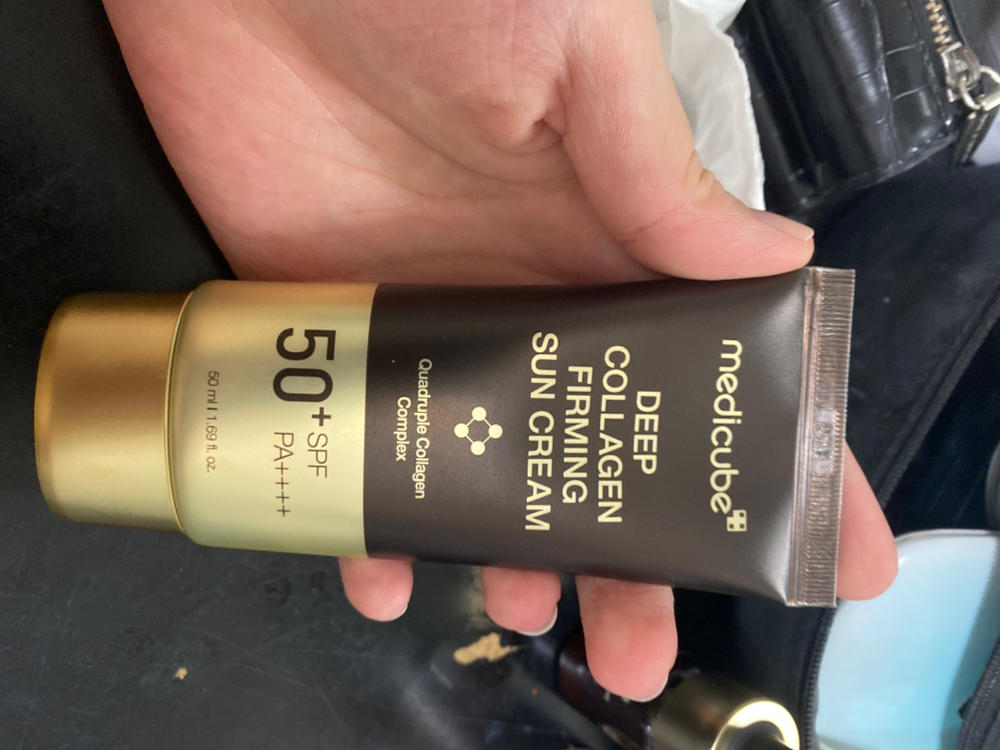 medicube
DEEP
COLLAGEN
FIRMING
SUN CREAM
Quadruple Collagen
Complex
50+ SPF
PA++++
50 ml I 1.69 fl. oz.